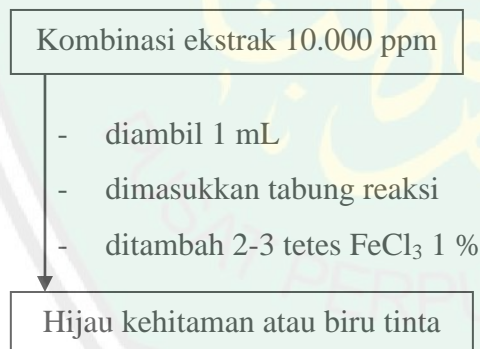 Kombinasi ekstrak 10.000 ppm
- diambil 1 mL
- dimasukkan tabung reaksi
- ditambah 2-3 tetes FeCl₃ 1 %
Hijau kehitaman atau biru tinta